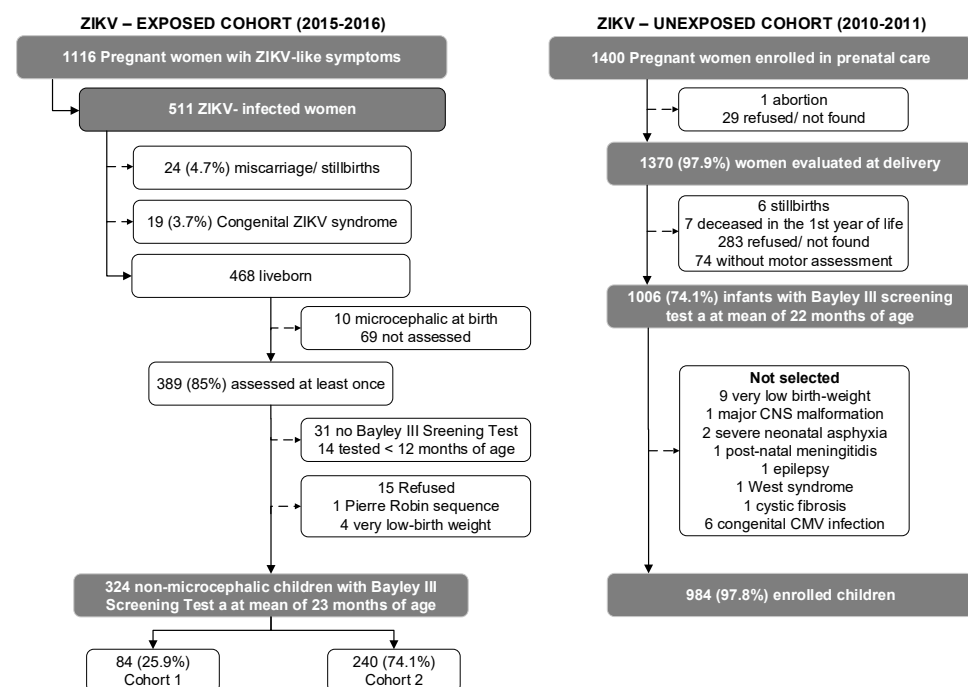 ZIKV – EXPOSED COHORT (2015-2016)
1116 Pregnant women wih ZIKV-like symptoms
511 ZIKV- infected women
24 (4.7%) miscarriage/ stillbirths
19 (3.7%) Congenital ZIKV syndrome
468 liveborn
10 microcephalic at birth
69 not assessed
389 (85%) assessed at least once
31 no Bayley III Sreening Test
14 tested < 12 months of age
15 Refused
1 Pierre Robin sequence
4 very low-birth weight
324 non-microcephalic children with Bayley III
Screening Test a at mean of 23 months of age
84 (25.9%)
Cohort 1
240 (74.1%)
Cohort 2
ZIKV – UNEXPOSED COHORT (2010-2011)
1400 Pregnant women enrolled in prenatal care
1 abortion
29 refused/ not found
1370 (97.9%) women evaluated at delivery
6 stillbirths
7 deceased in the 1st year of life
283 refused/ not found
74 without motor assessment
1006 (74.1%) infants with Bayley III screening
test a at mean of 22 months of age
Not selected
9 very low birth-weight
1 major CNS malformation
2 severe neonatal asphyxia
1 post-natal meningitidis
1 epilepsy
1 West syndrome
1 cystic fibrosis
6 congenital CMV infection
984 (97.8%) enrolled children